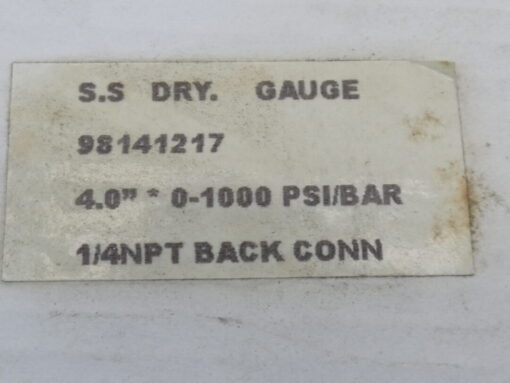 S.S DRY. GAUGE
98141217
4.0" * 0-1000 PSI/BAR
1/4NPT BACK CONN